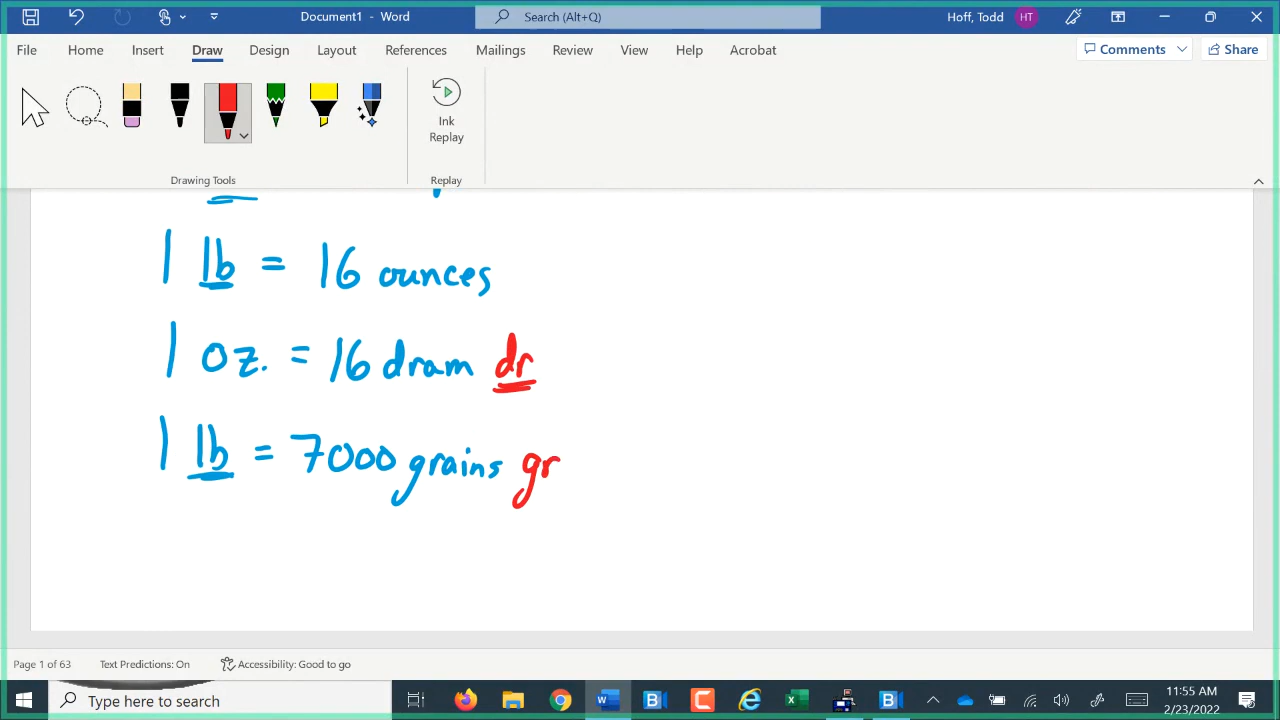 Document1 - Word
Search (Alt+Q)
Hoff, Todd
HT
File Home Insert Draw Design Layout References Mailings Review View Help Acrobat
Comments
Share
Ink Replay
Drawing Tools
Replay
1 lb = 16 ounces
1 oz. = 16 dram dr
1 lb = 7000 grains gr
Page 1 of 63
Text Predictions: On
Accessibility: Good to go
Type here to search
11:55 AM
2/23/2022